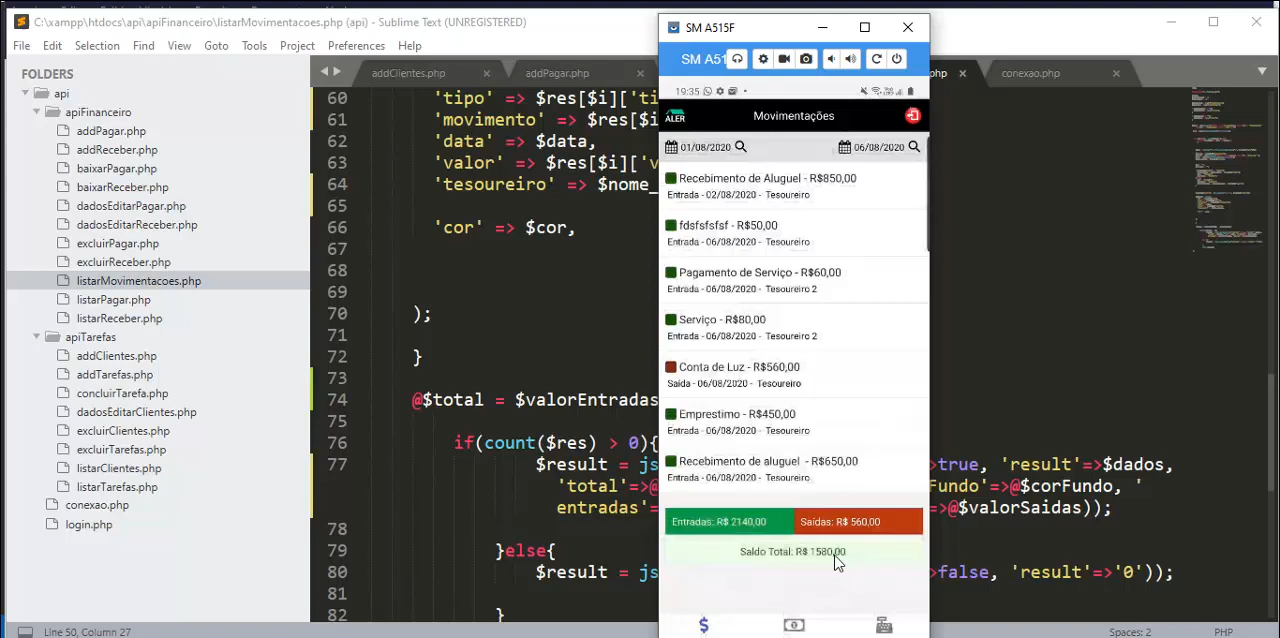 C:\xampp\htdocs\api\apiFinanceiro\listarMovimentacoes.php (api) - Sublime Text (UNREGISTERED)
File Edit Selection Find View Goto Tools Project Preferences Help
FOLDERS
api
apiFinanceiro
addPagar.php
addReceber.php
baixarPagar.php
baixarReceber.php
dadosEditarPagar.php
dadosEditarReceber.php
excluirPagar.php
excluirReceber.php
listarMovimentacoes.php
listarPagar.php
listarReceber.php
apiTarefas
addClientes.php
addTarefas.php
concluirTarefa.php
dadosEditarClientes.php
excluirClientes.php
excluirTarefas.php
listarClientes.php
listarTarefas.php
conexao.php
login.php
addClientes.php addPagar.php php conexao.php
60 'tipo' => $res[$i]['ti
61 'movimento' => $res[$i
62 'data' => $data,
63 'valor' => $res[$i]['v
64 'tesoureiro' => $nome_
65
66 'cor' => $cor,
67
68
69
70 );
71
72 }
73
74 @$total = $valorEntradas
75
76 if(count($res) > 0){
77 $result = js >true, 'result'=>$dados,
'total'=>@ Fundo'=>@$corFundo, '
entradas'= =>@$valorSaidas));
78
79 }else{
80 $result = js >false, 'result'=>'0'));
81
82 }
SM A515F
SM A51
19:35
ALER Movimentações
01/08/2020 06/08/2020
Recebimento de Aluguel - R$850,00
Entrada - 02/08/2020 - Tesoureiro
fdsfsfsfsf - R$50,00
Entrada - 06/08/2020 - Tesoureiro
Pagamento de Serviço - R$60,00
Entrada - 06/08/2020 - Tesoureiro 2
Serviço - R$80,00
Entrada - 06/08/2020 - Tesoureiro 2
Conta de Luz - R$560,00
Saída - 06/08/2020 - Tesoureiro
Emprestimo - R$450,00
Entrada - 06/08/2020 - Tesoureiro
Recebimento de aluguel - R$650,00
Entrada - 06/08/2020 - Tesoureiro
Entradas: R$ 2140,00 Saídas: R$ 560,00
Saldo Total: R$ 1580,00
Line 50, Column 27 Spaces: 2 PHP